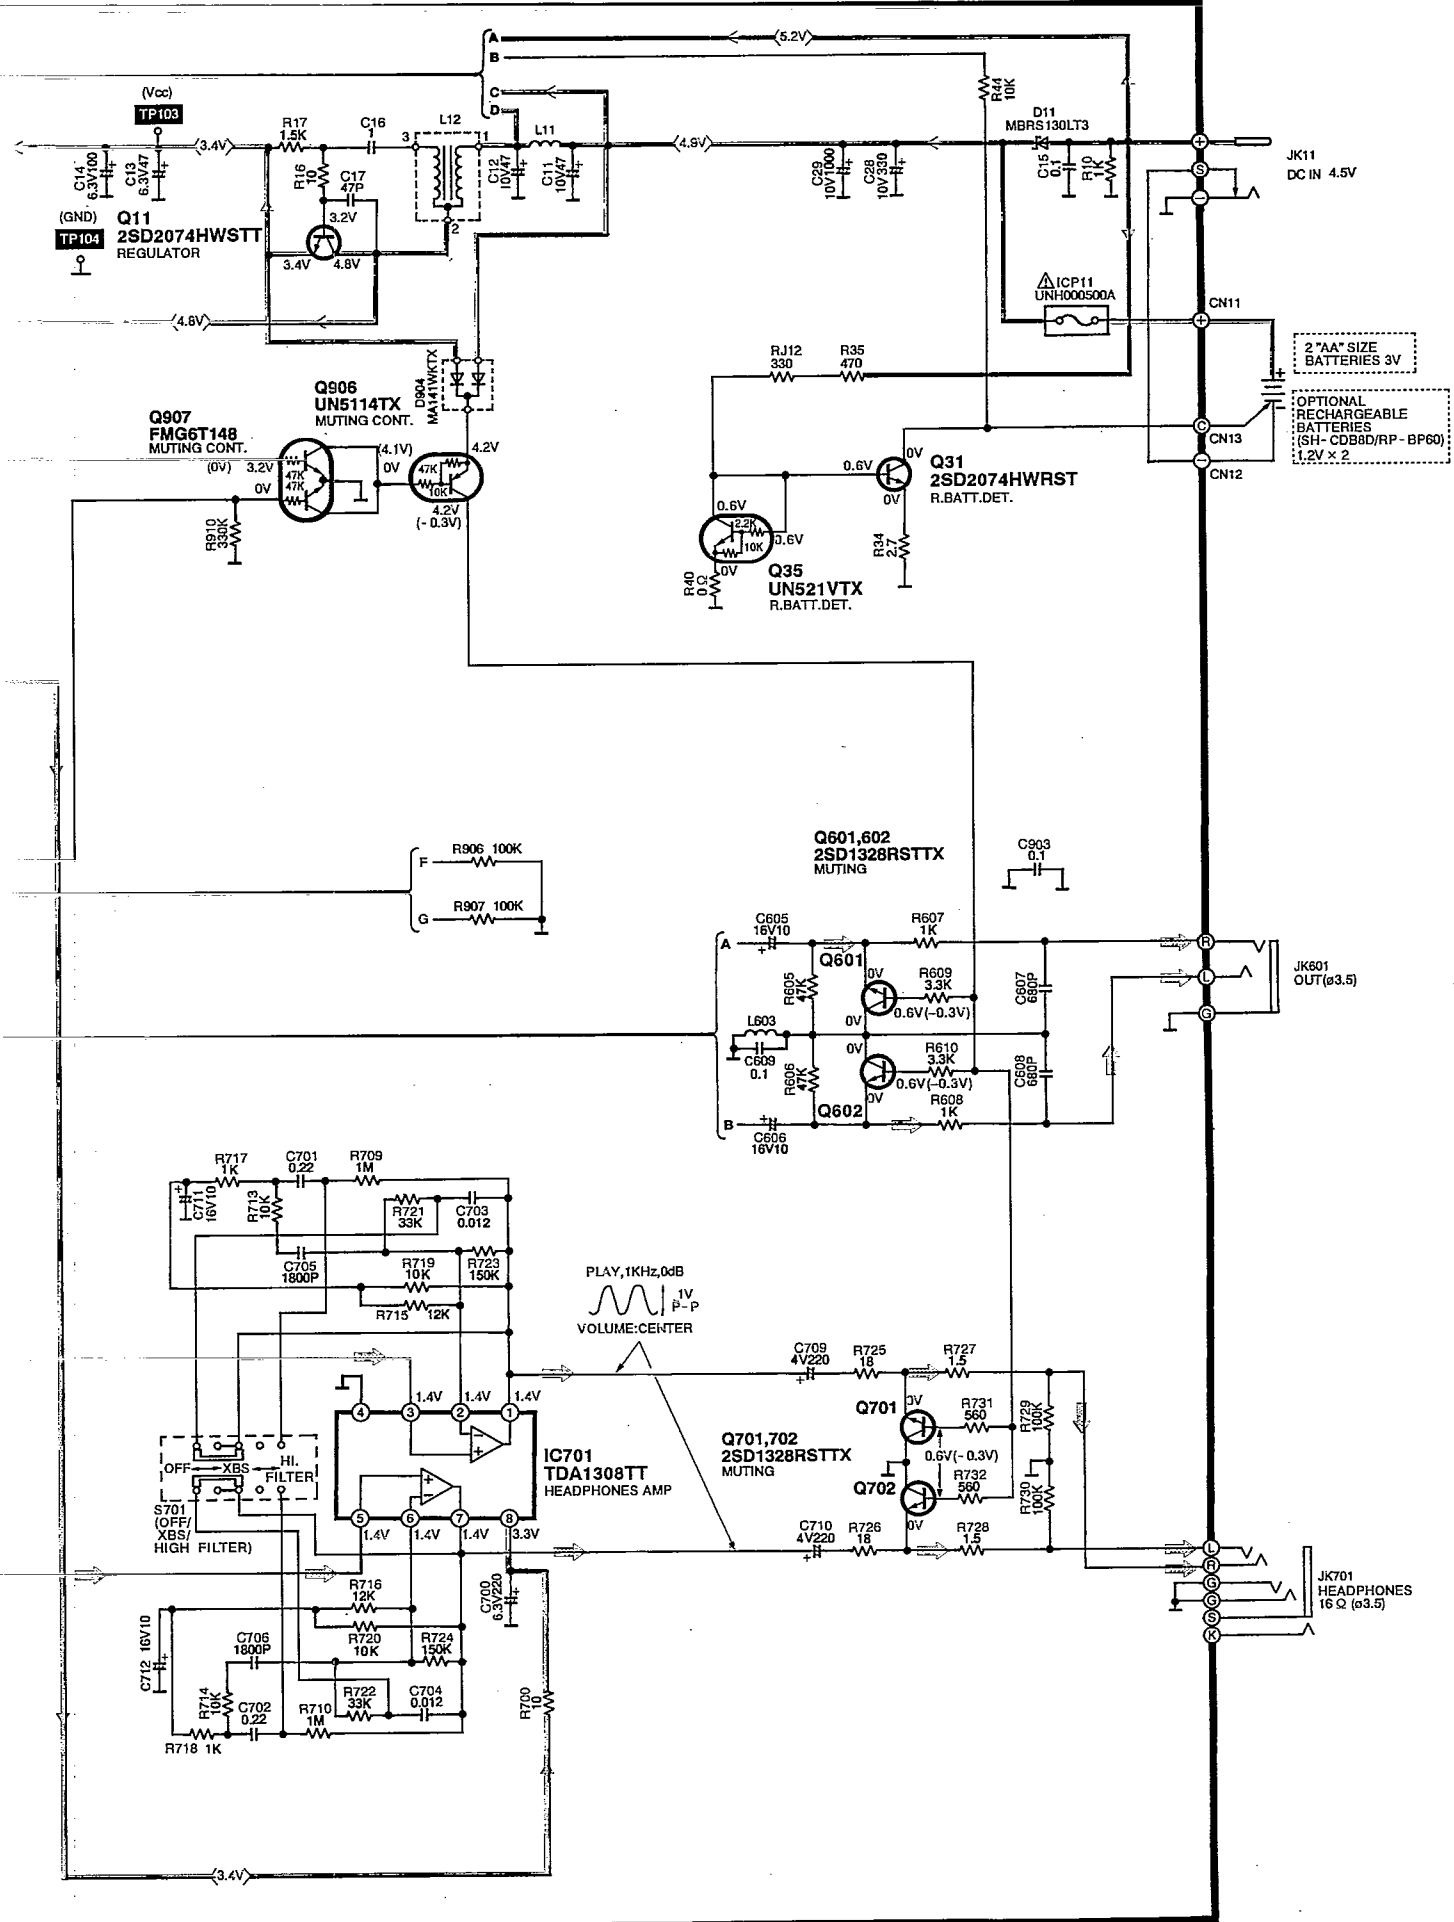 A
(5.2V)
B
R44
10K
C
D
(Vcc)
TP103
(3.4V)
R17
1.5K
C16
1
L12
3
1
2
L11
(4.9V)
D11
MBRS130LT3
C14
6.3V100
C13
6.3V47
R16
10
C17
47P
C12
10V47
C11
10V47
C29
10V1000
C28
10V330
C15
0.1
R10
1K
+
S
−
JK11
DC IN 4.5V
(GND)
TP104
Q11
2SD2074HWSTT
REGULATOR
3.2V
3.4V
4.8V
(4.8V)
ICP11
UNH000500A
CN11
+
2 "AA" SIZE
BATTERIES 3V
OPTIONAL
RECHARGEABLE
BATTERIES
(SH-CDB8D/RP-BP60)
1.2V × 2
C
CN13
−
CN12
RJ12
330
R35
470
D904
MA141WKTX
Q906
UN5114TX
MUTING CONT.
Q907
FMG6T148
MUTING CONT.
(0V)
3.2V
0V
47K
47K
(4.1V)
0V
47K
10K
4.2V
4.2V
(-0.3V)
R910
330K
0.6V
0V
0V
Q31
2SD2074HWRST
R.BATT.DET.
R34
2.7
0.6V
2.2K
10K
0.6V
0V
R40
0Ω
Q35
UN521VTX
R.BATT.DET.
F
R906 100K
G
R907 100K
Q601,602
2SD1328RSTTX
MUTING
C903
0.1
A
C605
16V10
R607
1K
Q601
R605
47K
0V
R609
3.3K
0.6V(-0.3V)
C607
680P
0V
L603
C609
0.1
R606
47K
0V
R610
3.3K
0.6V(-0.3V)
0V
C608
680P
Q602
R608
1K
B
C606
16V10
R
L
G
JK601
OUT(ø3.5)
R717
1K
C701
0.22
R709
1M
C711
16V10
R713
10K
R721
33K
C703
0.012
C705
1800P
R719
10K
R723
150K
R715
12K
PLAY,1KHz,0dB
1V
P-P
VOLUME:CENTER
C709
4V220
R725
18
R727
1.5
4
3
1.4V
2
1.4V
1
1.4V
IC701
TDA1308TT
HEADPHONES AMP
5
1.4V
6
1.4V
7
1.4V
8
3.3V
OFF
XBS
HI.
FILTER
S701
(OFF/
XBS/
HIGH FILTER)
Q701
0V
R731
560
0.6V(-0.3V)
Q701,702
2SD1328RSTTX
MUTING
Q702
R732
560
0V
R729
100K
R730
100K
C710
4V220
R726
18
R728
1.5
L
R
G
G
S
K
JK701
HEADPHONES
16Ω (ø3.5)
R716
12K
R720
10K
R724
150K
C700
6.3V220
C712 16V10
C706
1800P
R714
10K
C702
0.22
R722
33K
C704
0.012
R710
1M
R718 1K
R700
10
(3.4V)